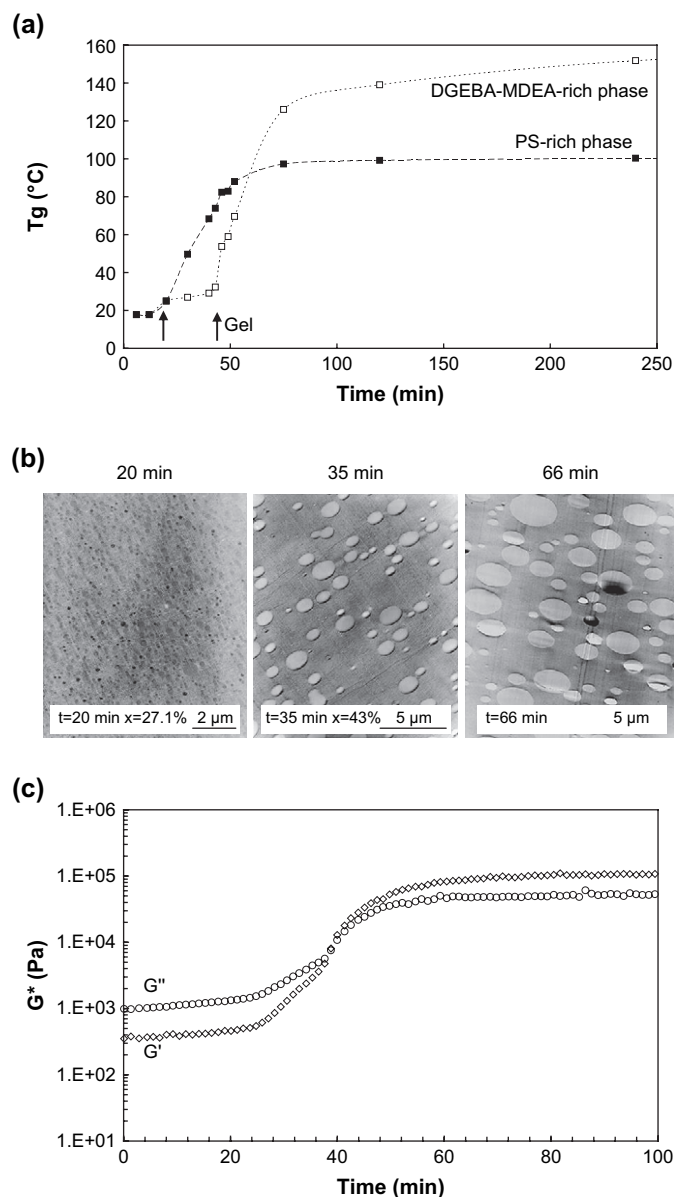 (a)
160
140
120
100
80
60
40
20
0
Tg (°C)
DGEBA-MDEA-rich phase
PS-rich phase
Gel
0 50 100 150 200 250
Time (min)
(b)
20 min 35 min 66 min
t=20 min x=27.1% 2 µm
t=35 min x=43% 5 µm
t=66 min 5 µm
(c)
1.E+06
1.E+05
1.E+04
1.E+03
1.E+02
1.E+01
G* (Pa)
G"
G'
0 20 40 60 80 100
Time (min)